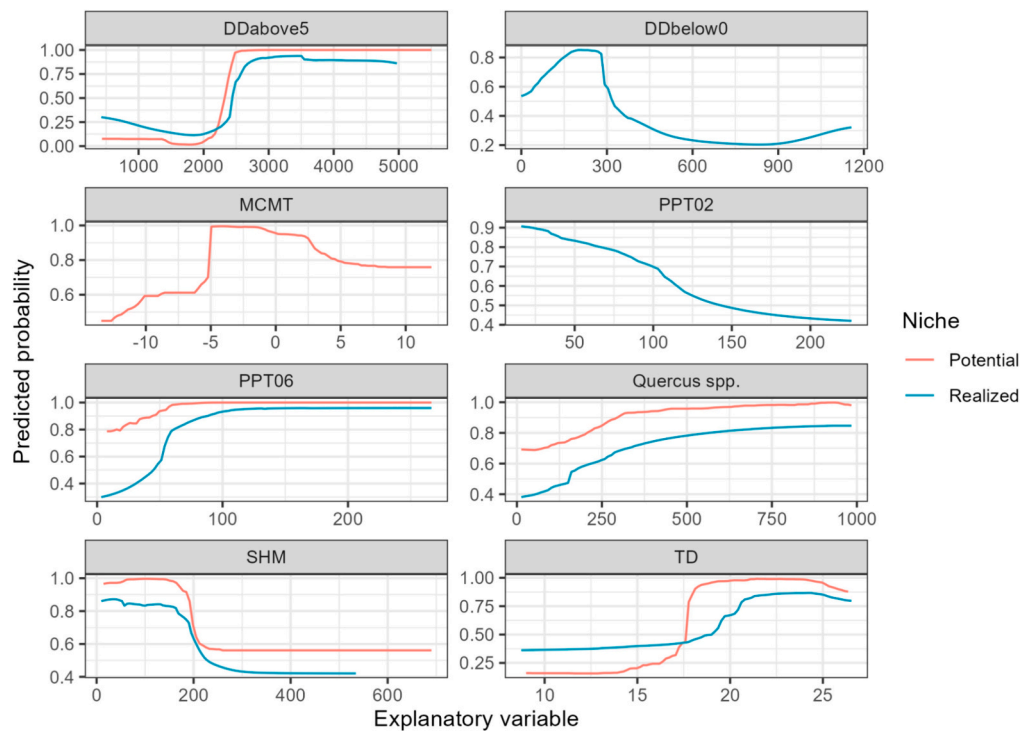 DDabove5
DDbelow0
1.00
0.75
0.50
0.25
0.00
0.8
0.6
0.4
0.2
1000 2000 3000 4000 5000
0 300 600 900 1200
MCMT
PPT02
1.0
0.8
0.6
0.9
0.8
0.7
0.6
0.5
0.4
-10 -5 0 5 10
50 100 150 200
PPT06
Quercus spp.
1.0
0.8
0.6
0.4
1.0
0.8
0.6
0.4
0 100 200
0 250 500 750 1000
SHM
TD
1.0
0.8
0.6
0.4
1.00
0.75
0.50
0.25
0 200 400 600
10 15 20 25
Predicted probability
Explanatory variable
Niche
Potential
Realized